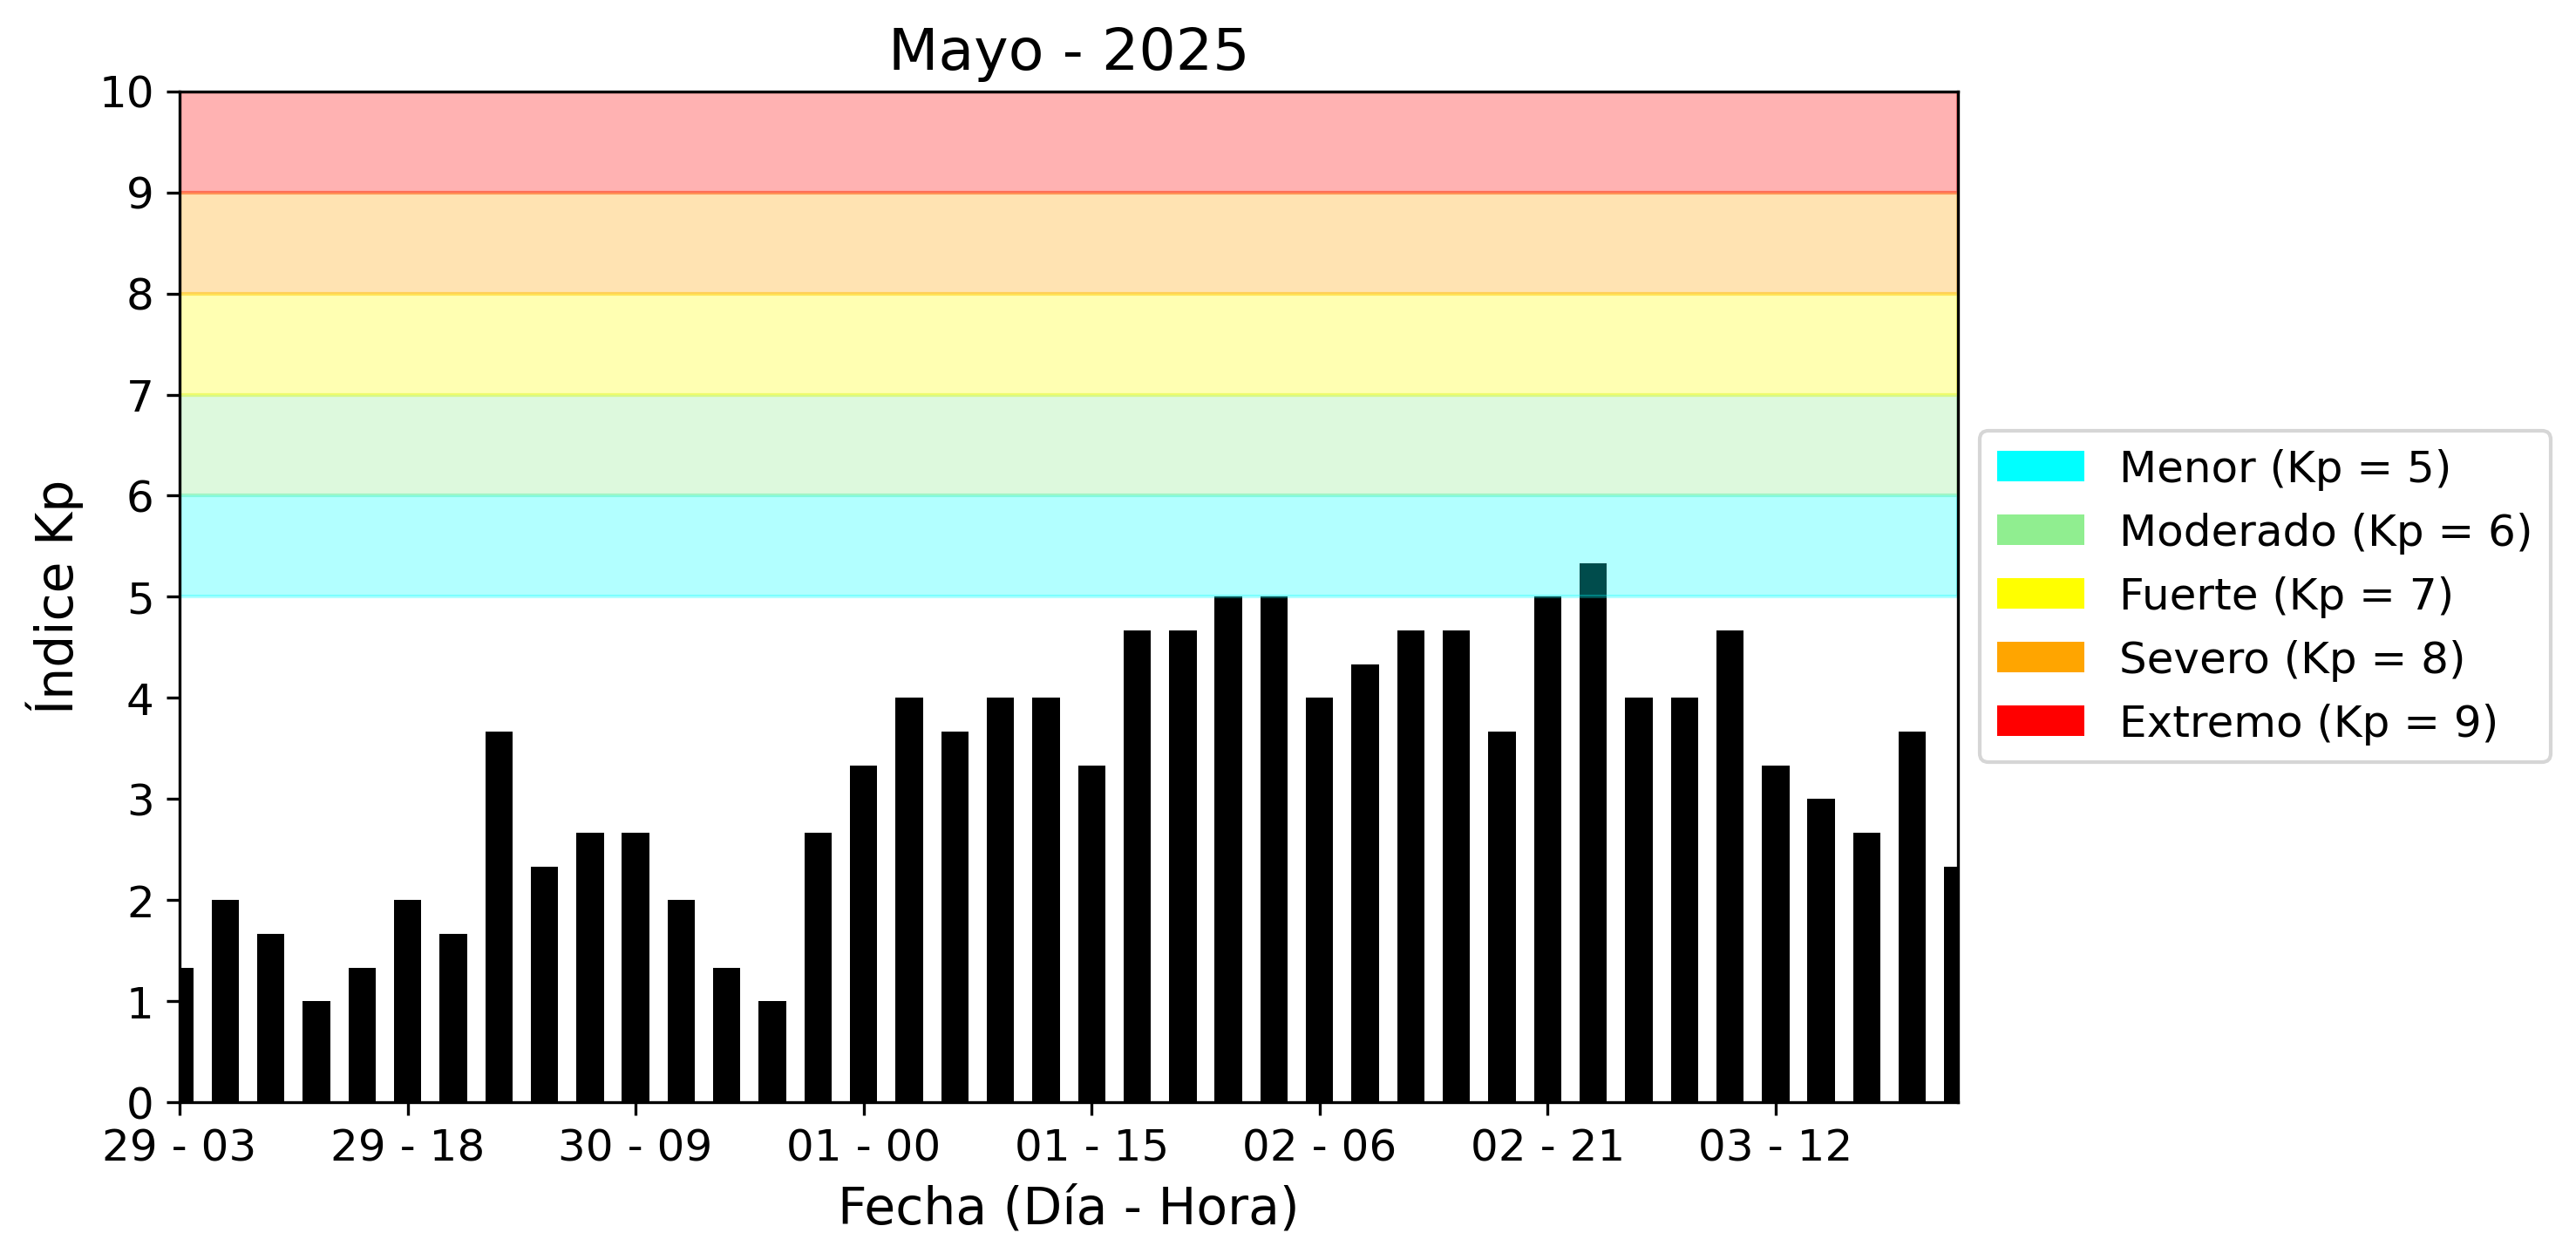 Mayo - 2025
10
9
8
7
6
5
4
3
2
1
0
Índice Kp
29 - 03 29 - 18 30 - 09 01 - 00 01 - 15 02 - 06 02 - 21 03 - 12
Fecha (Día - Hora)
Menor (Kp = 5)
Moderado (Kp = 6)
Fuerte (Kp = 7)
Severo (Kp = 8)
Extremo (Kp = 9)